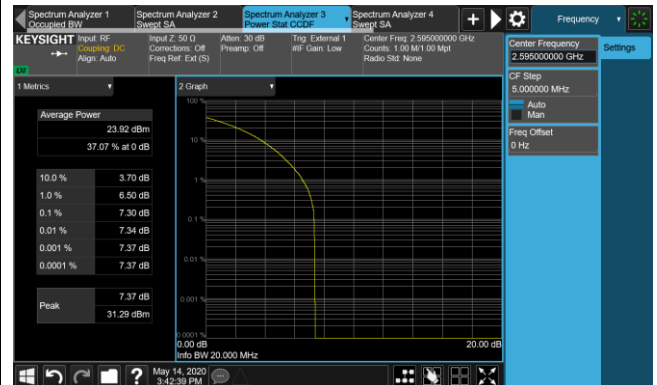 Spectrum Analyzer 1
Occupied BW
Spectrum Analyzer 2
Swept SA
Spectrum Analyzer 3
Power Stat CCDF
Spectrum Analyzer 4
Swept SA
Frequency
KEYSIGHT
Input: RF
Coupling: DC
Align: Auto
Input Z: 50 Ω
Corrections: Off
Freq Ref: Ext (S)
Atten: 30 dB
Preamp: Off
Trig: External 1
#IF Gain: Low
Center Freq: 2.595000000 GHz
Counts: 1.00 M/1.00 Mpt
Radio Std: None
LXI
Center Frequency
2.595000000 GHz
Settings
CF Step
5.000000 MHz
Auto
Man
Freq Offset
0 Hz
1 Metrics
Average Power
23.92 dBm
37.07 % at 0 dB
10.0 % 3.70 dB
1.0 % 6.50 dB
0.1 % 7.30 dB
0.01 % 7.34 dB
0.001 % 7.37 dB
0.0001 % 7.37 dB
Peak
7.37 dB
31.29 dBm
2 Graph
100 %
10 %
1 %
0.1 %
0.01 %
0.001 %
0.0001 %
0.00 dB 20.00 dB
Info BW 20.000 MHz
May 14, 2020
3:42:39 PM